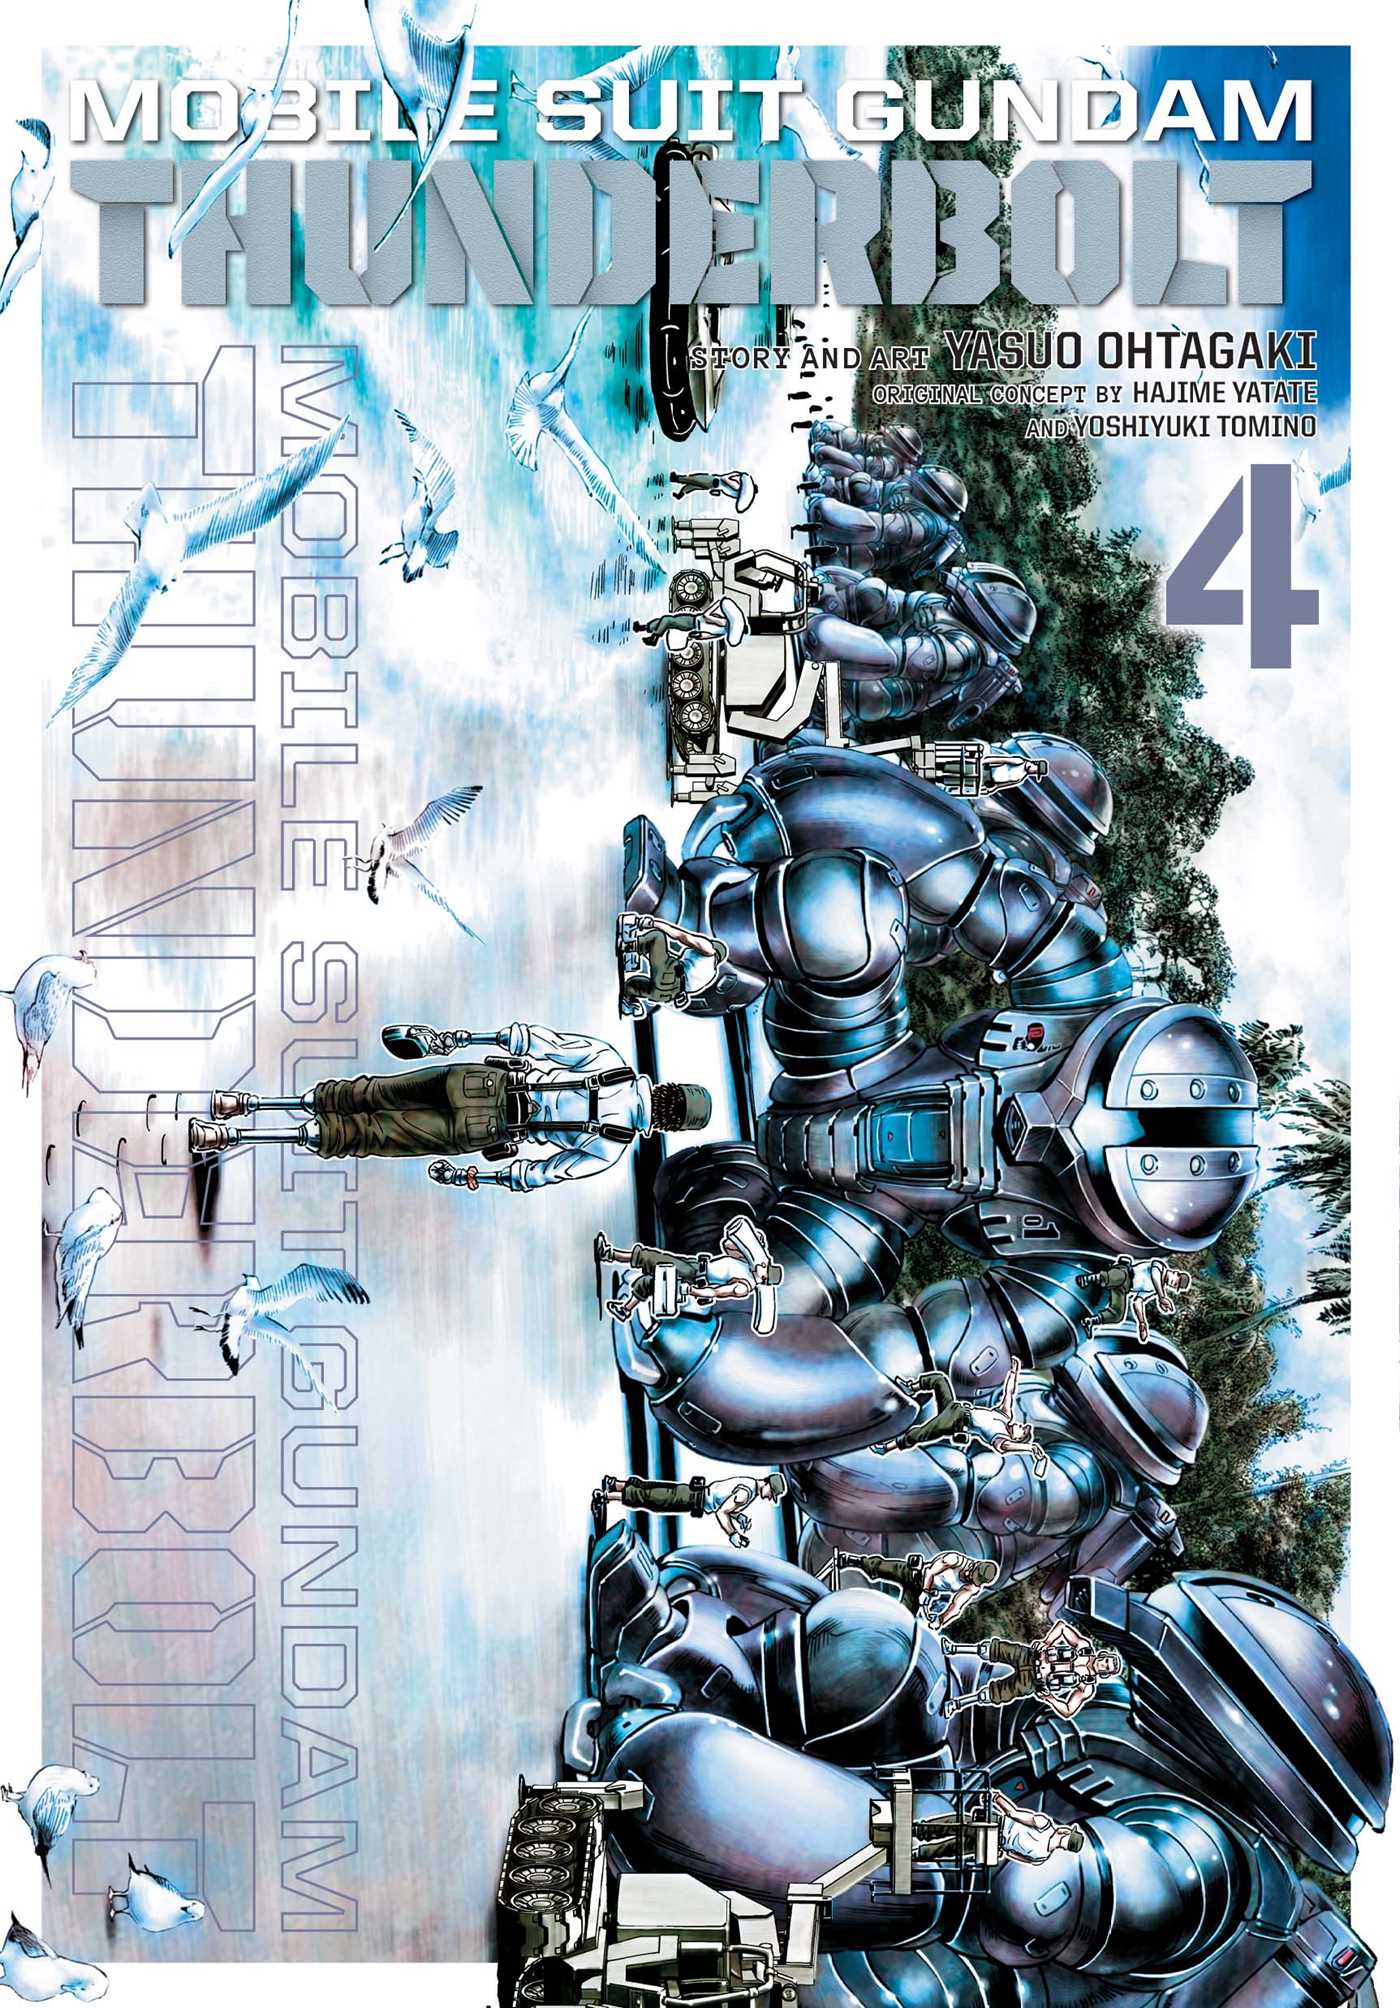 MOBILE SUIT GUNDAM
THUNDERBOLT
STORY AND ART YASUO OHTAGAKI
ORIGINAL CONCEPT BY HAJIME YATATE
AND YOSHIYUKI TOMINO
4
MOBILE SUIT GUNDAM
THUNDERBOLT
01